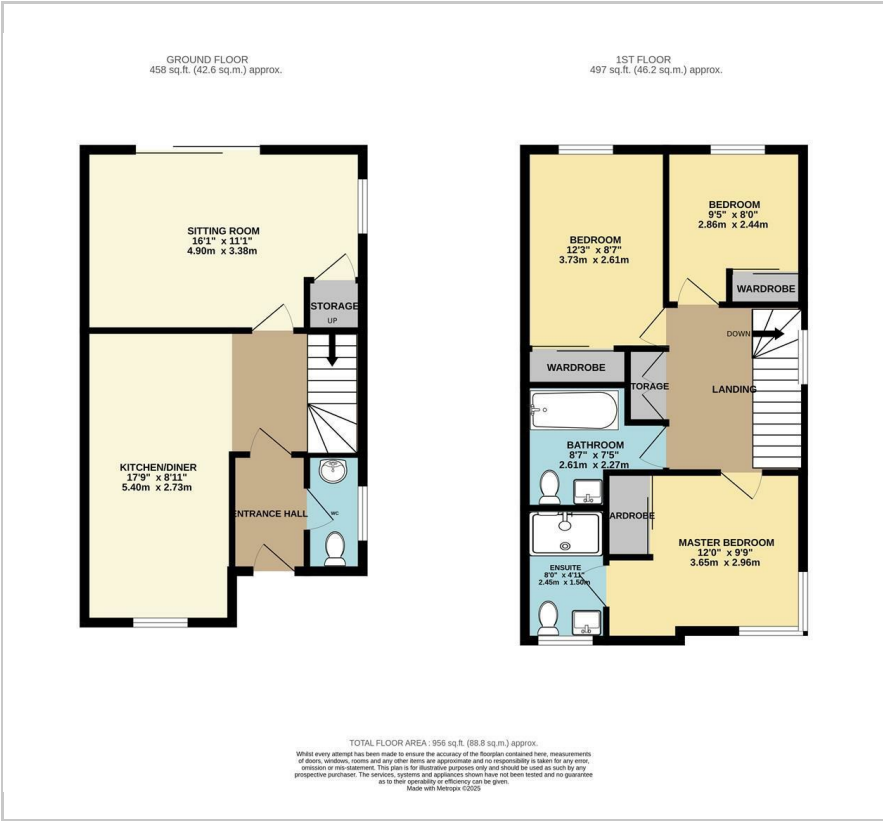 GROUND FLOOR
458 sq.ft. (42.6 sq.m.) approx.
SITTING ROOM
16'1" x 11'1"
4.90m x 3.38m
STORAGE
UP
KITCHEN/DINER
17'9" x 8'11"
5.40m x 2.73m
ENTRANCE HALL
WC
1ST FLOOR
497 sq.ft. (46.2 sq.m.) approx.
BEDROOM
12'3" x 8'7"
3.73m x 2.61m
BEDROOM
9'5" x 8'0"
2.86m x 2.44m
WARDROBE
DOWN
WARDROBE
TORAGE
LANDING
BATHROOM
8'7" x 7'5"
2.61m x 2.27m
ARDROBE
MASTER BEDROOM
12'0" x 9'9"
3.65m x 2.96m
ENSUITE
8'0" x 4'11"
2.45m x 1.50m
TOTAL FLOOR AREA : 956 sq.ft. (88.8 sq.m.) approx.
Whilst every attempt has been made to ensure the accuracy of the floorplan contained here, measurements
of doors, windows, rooms and any other items are approximate and no responsibility is taken for any error,
omission or mis-statement. This plan is for illustrative purposes only and should be used as such by any
prospective purchaser. The services, systems and appliances shown have not been tested and no guarantee
as to their operability or efficiency can be given.
Made with Metropix ©2025